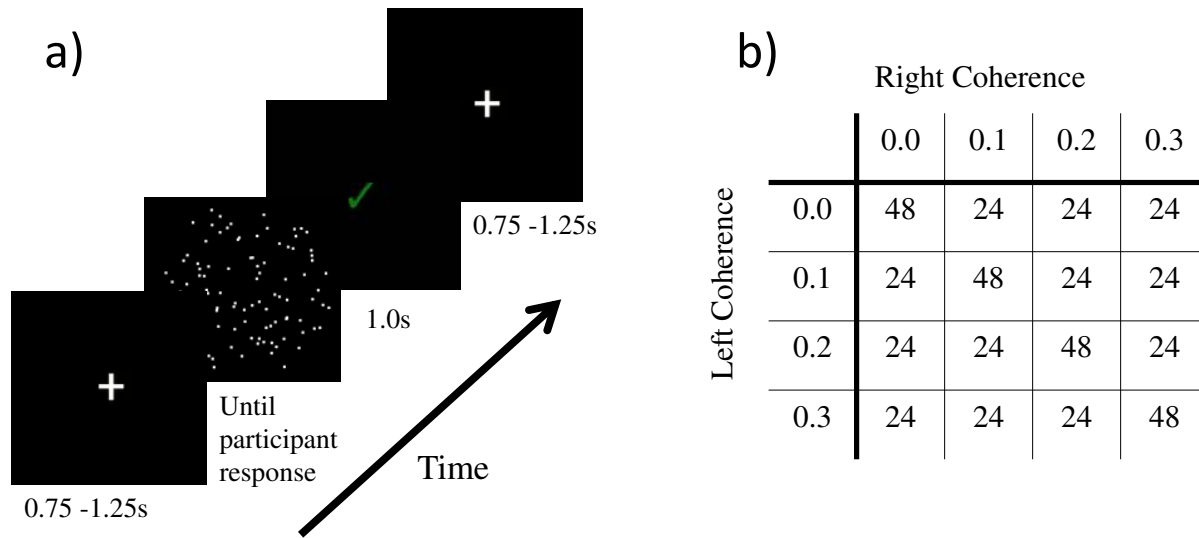 a)
0.75 -1.25s
Until
participant
response
1.0s
0.75 -1.25s
Time
b)
Right Coherence
Left Coherence
0.0 0.1 0.2 0.3
0.0 48 24 24 24
0.1 24 48 24 24
0.2 24 24 48 24
0.3 24 24 24 48